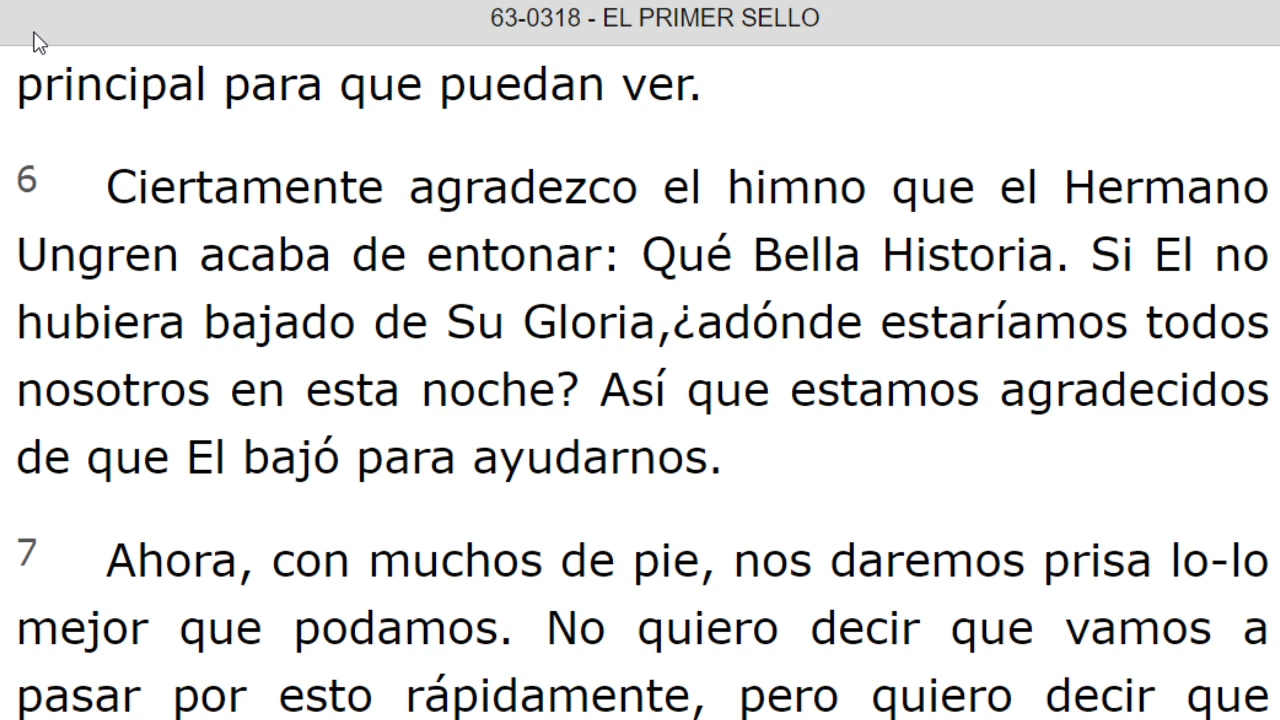 63-0318 - EL PRIMER SELLO
principal para que puedan ver.
6 Ciertamente agradezco el himno que el Hermano
Ungren acaba de entonar: Qué Bella Historia. Si El no
hubiera bajado de Su Gloria,¿adónde estaríamos todos
nosotros en esta noche? Así que estamos agradecidos
de que El bajó para ayudarnos.
7 Ahora, con muchos de pie, nos daremos prisa lo-lo
mejor que podamos. No quiero decir que vamos a
pasar por esto rápidamente, pero quiero decir que